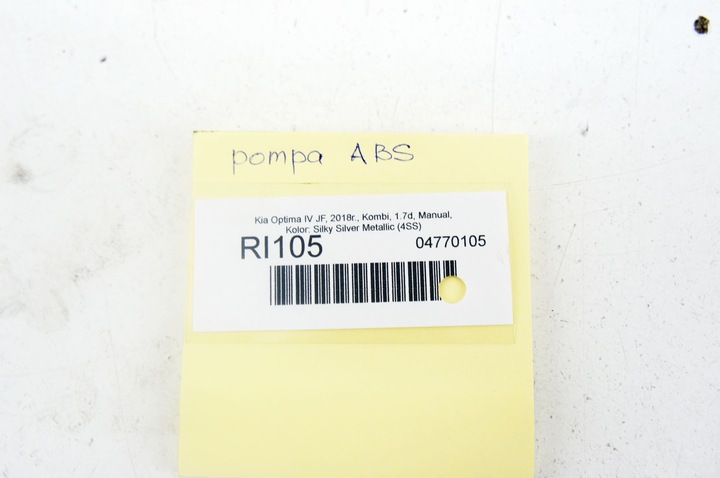 pompa ABS
Kia Optima IV JF, 2018r., Kombi, 1.7d, Manual,
Kolor: Silky Silver Metallic (4SS)
RI105 04770105